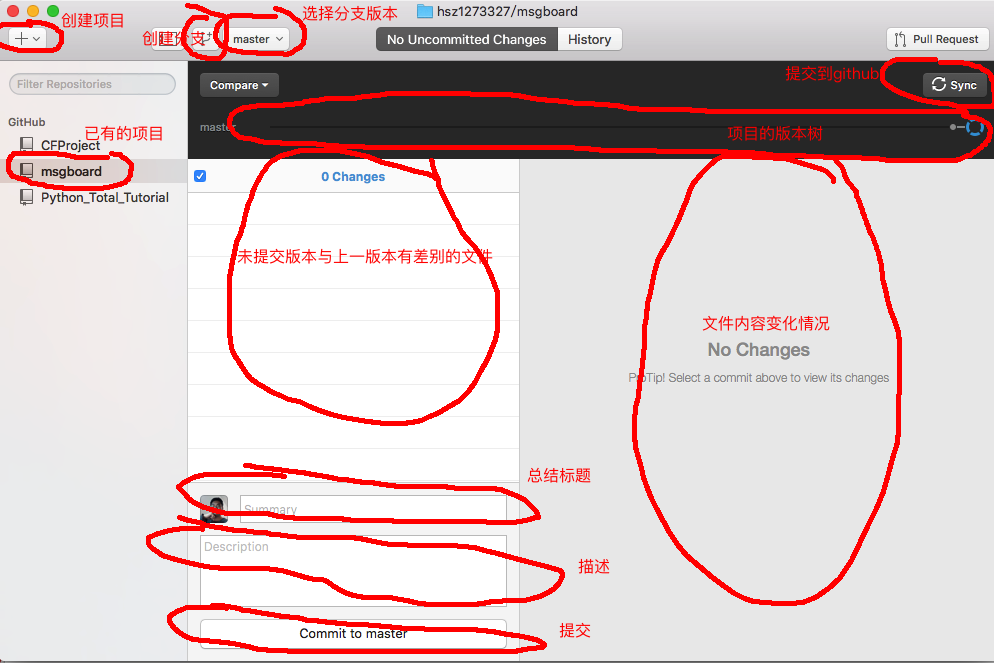 创建项目
创建分支
选择分支版本
hsz1273327/msgboard
master
No Uncommitted Changes
History
Pull Request
Filter Repositories
Compare
提交到github
Sync
GitHub
已有的项目
master
项目的版本树
CFProject
msgboard
Python_Total_Tutorial
0 Changes
未提交版本与上一版本有差别的文件
文件内容变化情况
No Changes
ProTip! Select a commit above to view its changes
总结标题
Summary
Description
描述
Commit to master
提交